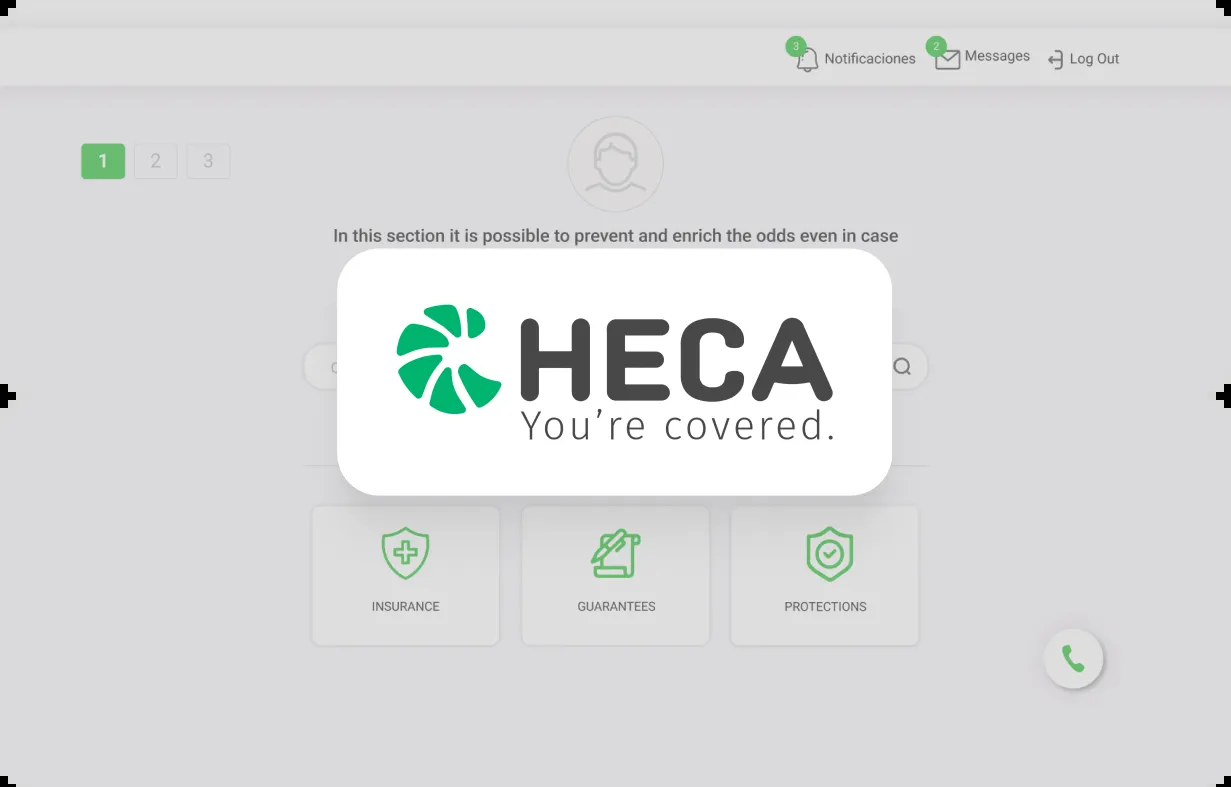 3
Notificaciones
2
Messages
Log Out
1
2
3
In this section it is possible to prevent and enrich the odds even in case
HECA
You're covered.
INSURANCE
GUARANTEES
PROTECTIONS